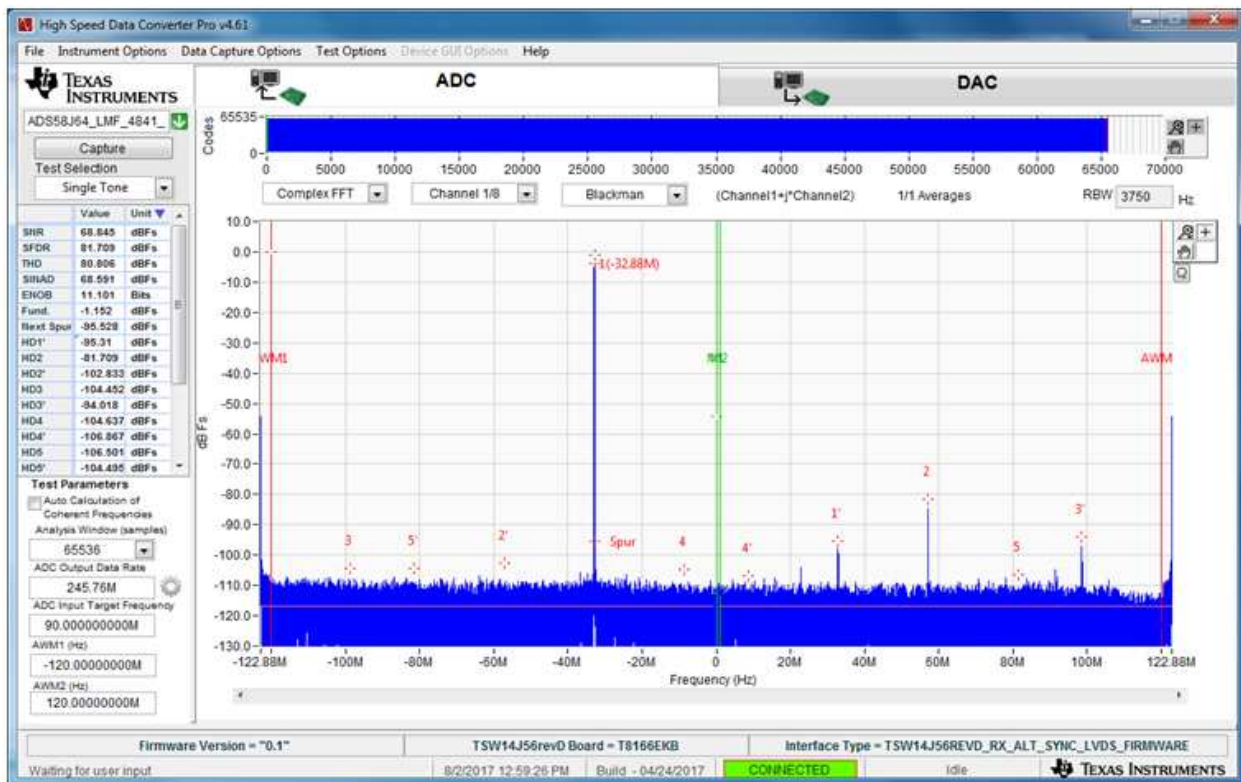 High Speed Data Converter Pro v4.61
File Instrument Options Data Capture Options Test Options Device GUI Options Help
TEXAS INSTRUMENTS
ADC
DAC
ADS58J64_LMF_4841_
Capture
Test Selection
Single Tone
Value Unit
SNR 68.845 dBFs
SFDR 81.709 dBFs
THD 80.806 dBFs
SINAD 68.591 dBFs
ENOB 11.101 Bits
Fund. -1.152 dBFs
Next Spur -95.528 dBFs
HD1' -95.31 dBFs
HD2 -81.709 dBFs
HD2' -102.833 dBFs
HD3 -104.452 dBFs
HD3' -94.018 dBFs
HD4 -104.637 dBFs
HD4' -106.867 dBFs
HD5 -106.501 dBFs
HD5' -104.495 dBFs
Test Parameters
Auto Calculation of
Coherent Frequencies
Analysis Window (samples)
65536
ADC Output Data Rate
245.76M
ADC Input Target Frequency
90.000000000M
AWM1 (Hz)
-120.00000000M
AWM2 (Hz)
120.00000000M
Codes
65535
0
0 5000 10000 15000 20000 25000 30000 35000 40000 45000 50000 55000 60000 65000 70000
Complex FFT Channel 1/8 Blackman (Channel1+j*Channel2) 1/1 Averages RBW 3750 Hz
dBFs
10.0
0.0
-10.0
-20.0
-30.0
-40.0
-50.0
-60.0
-70.0
-80.0
-90.0
-100.0
-110.0
-120.0
-130.0
1(-32.88M)
WM1
AWM
2
3'
1'
3 5' 2' Spur 4 4' 5
-122.88M -100M -80M -60M -40M -20M 0 20M 40M 60M 80M 100M 122.88M
Frequency (Hz)
Firmware Version = "0.1" TSW14J56revD Board = T8166EKB Interface Type = TSW14J56REVD_RX_ALT_SYNC_LVDS_FIRMWARE
Waiting for user input 8/2/2017 12:59:26 PM Build - 04/24/2017 CONNECTED Idle TEXAS INSTRUMENTS